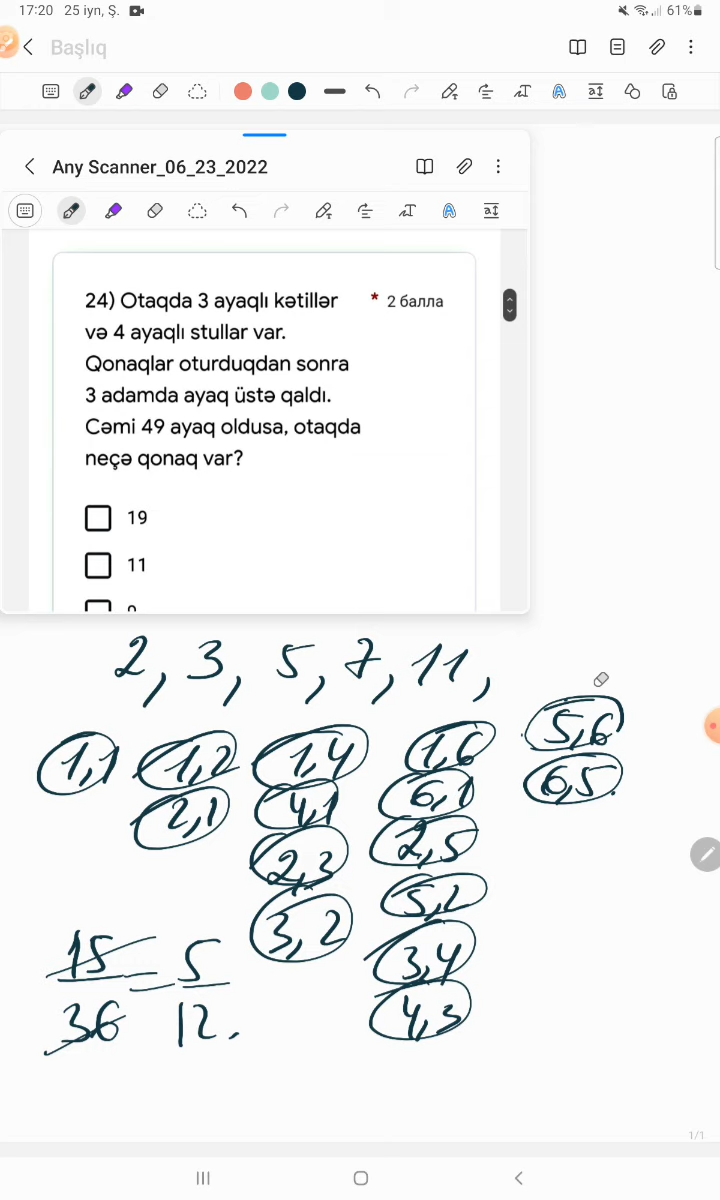 17:20 25 iyn, Ş. 61%
Başlıq
Any Scanner_06_23_2022
24) Otaqda 3 ayaqlı kətillər * 2 балла
və 4 ayaqlı stullar var.
Qonaqlar oturduqdan sonra
3 adamda ayaq üstə qaldı.
Cəmi 49 ayaq oldusa, otaqda
neçə qonaq var?
19
11
2, 3, 5, 7, 11,
1,1 1,2 1,4 1,6 5,6
2,1 4,1 6,1 6,5
2,3 2,5
3,2 5,2
15/36 = 5/12. 3,4
4,3
1/1